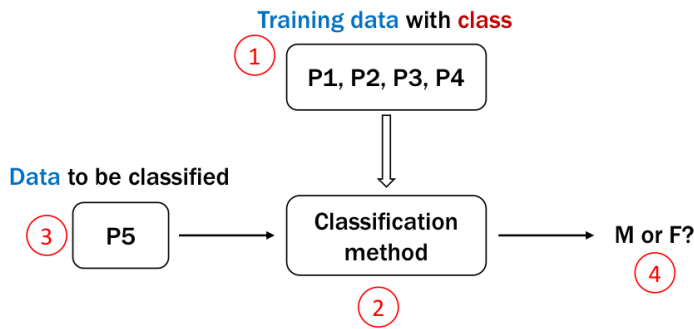 Training data with class
1
P1, P2, P3, P4
Data to be classified
3
P5
Classification
method
M or F?
4
2